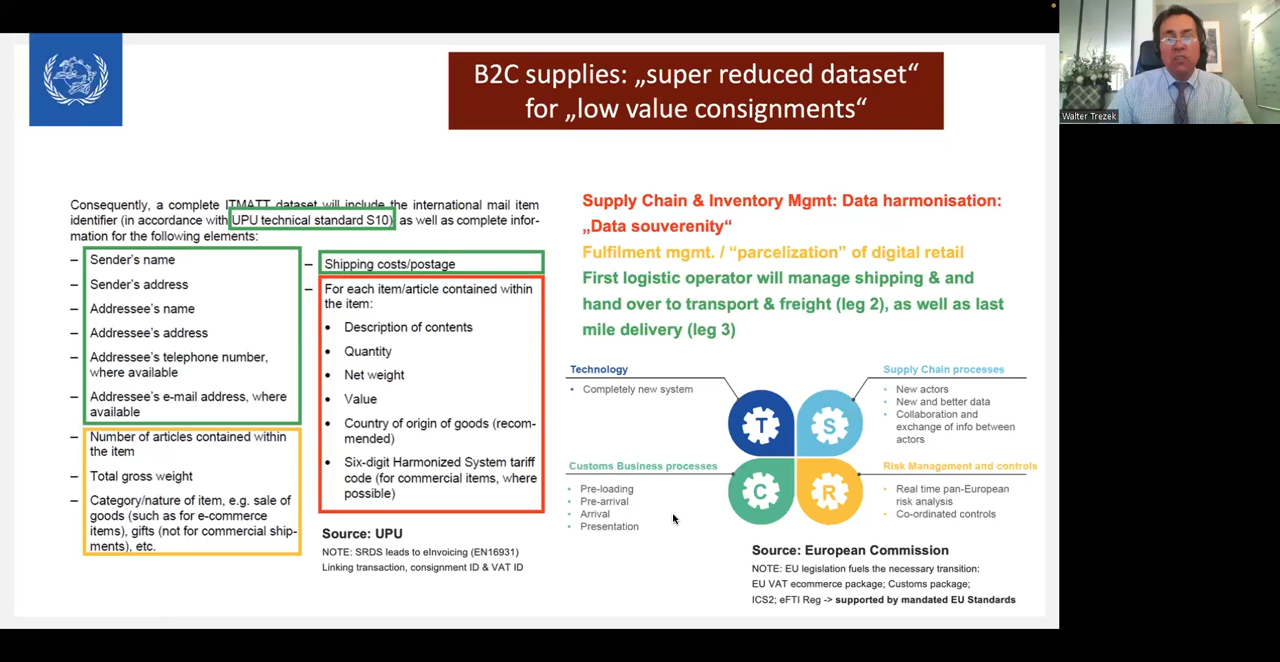 B2C supplies: „super reduced dataset“
for „low value consignments“
Walter Trezek
Consequently, a complete ITMATT dataset will include the international mail item
identifier (in accordance with UPU technical standard S10), as well as complete infor-
mation for the following elements:
– Sender's name
– Sender's address
– Addressee's name
– Addressee's address
– Addressee's telephone number,
where available
– Addressee's e-mail address, where
available
– Number of articles contained within
the item
– Total gross weight
– Category/nature of item, e.g. sale of
goods (such as for e-commerce
items), gifts (not for commercial ship-
ments), etc.
– Shipping costs/postage
– For each item/article contained within
the item:
• Description of contents
• Quantity
• Net weight
• Value
• Country of origin of goods (recom-
mended)
• Six-digit Harmonized System tariff
code (for commercial items, where
possible)
Source: UPU
NOTE: SRDS leads to eInvoicing (EN16931)
Linking transaction, consignment ID & VAT ID
Supply Chain & Inventory Mgmt: Data harmonisation:
„Data souverenity“
Fulfilment mgmt. / “parcelization” of digital retail
First logistic operator will manage shipping & and
hand over to transport & freight (leg 2), as well as last
mile delivery (leg 3)
Technology
• Completely new system
Supply Chain processes
• New actors
• New and better data
• Collaboration and
exchange of info between
actors
T
S
C
R
Customs Business processes
• Pre-loading
• Pre-arrival
• Arrival
• Presentation
Risk Management and controls
• Real time pan-European
risk analysis
• Co-ordinated controls
Source: European Commission
NOTE: EU legislation fuels the necessary transition:
EU VAT ecommerce package; Customs package;
ICS2; eFTI Reg -> supported by mandated EU Standards